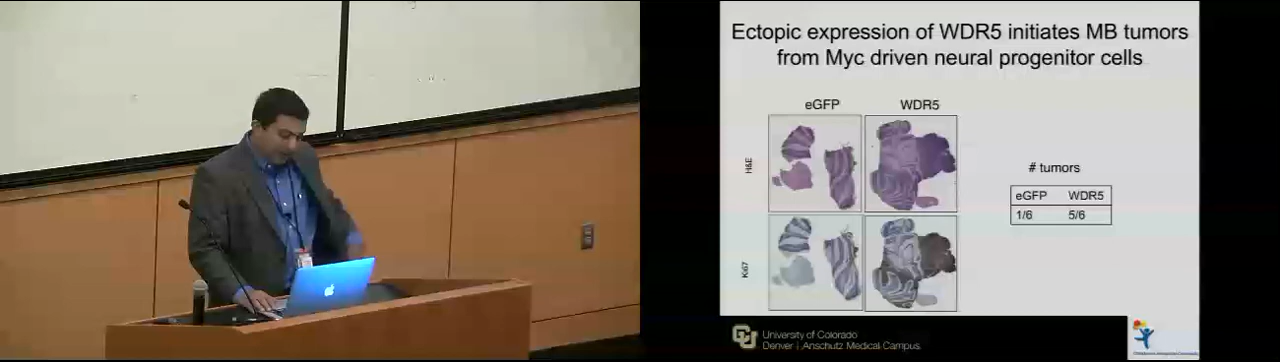 Ectopic expression of WDR5 initiates MB tumors
from Myc driven neural progenitor cells
eGFP WDR5
H&E
# tumors
eGFP WDR5
1/6 5/6
Ki67
University of Colorado
Denver | Anschutz Medical Campus